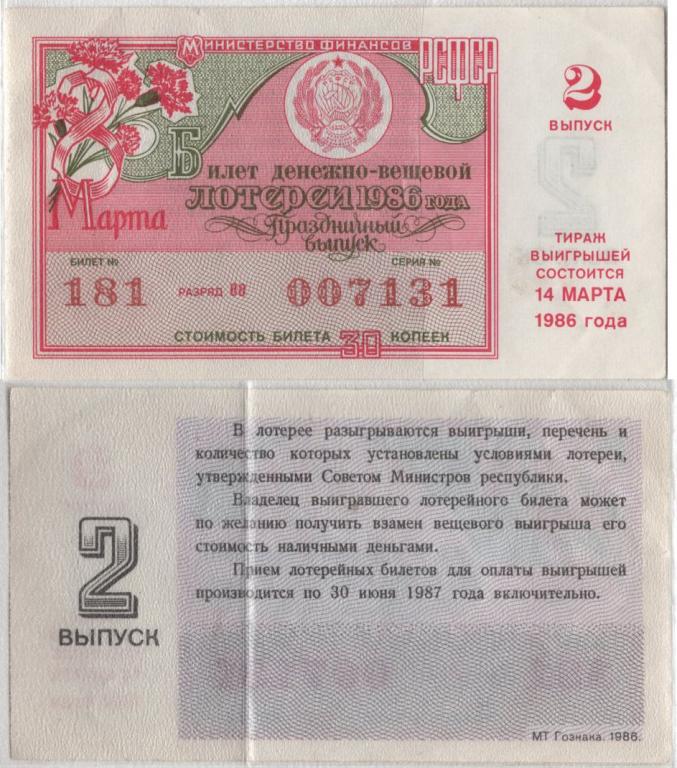 Министерство финансов РСФСР
8 Марта
Билет денежно-вещевой
лотереи 1986 года
Праздничный
выпуск
БИЛЕТ № СЕРИЯ №
181 РАЗРЯД 88 007131
СТОИМОСТЬ БИЛЕТА 30 КОПЕЕК
2
ВЫПУСК
ТИРАЖ
ВЫИГРЫШЕЙ
СОСТОИТСЯ
14 МАРТА
1986 года
2
ВЫПУСК
В лотерее разыгрываются выигрыши, перечень и
количество которых установлены условиями лотереи,
утвержденными Советом Министров республики.
Владелец выигравшего лотерейного билета может
по желанию получить взамен вещевого выигрыша его
стоимость наличными деньгами.
Прием лотерейных билетов для оплаты выигрышей
производится по 30 июня 1987 года включительно.
МТ Гознака. 1986.